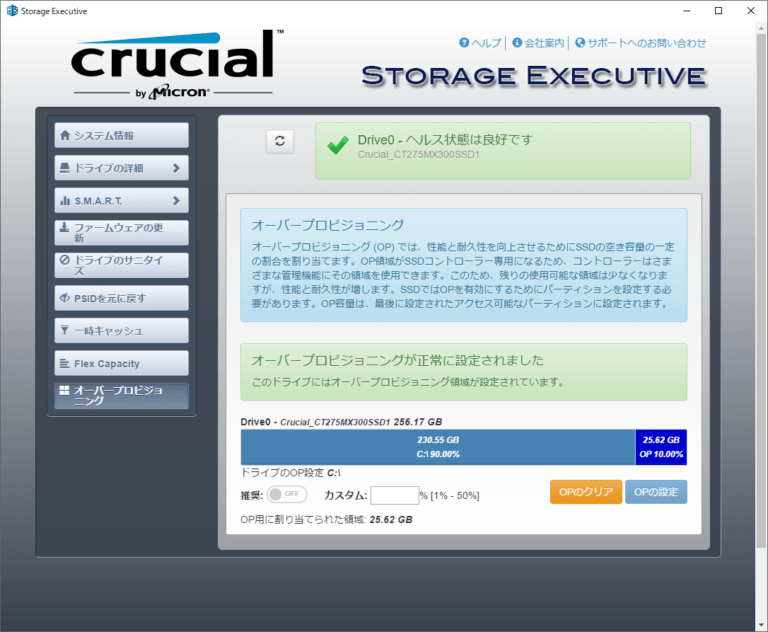 Storage Executive
crucial™
by Micron®
ヘルプ | 会社案内 | サポートへのお問い合わせ
STORAGE EXECUTIVE
システム情報
ドライブの詳細
S.M.A.R.T.
ファームウェアの更
新
ドライブのサニタイ
ズ
PSIDを元に戻す
一時キャッシュ
Flex Capacity
オーバープロビジョ
ニング
Drive0 - ヘルス状態は良好です
Crucial_CT275MX300SSD1
オーバープロビジョニング
オーバープロビジョニング (OP) では、性能と耐久性を向上させるためにSSDの空き容量の一定
の割合を割り当てます。OP領域がSSDコントローラー専用になるため、コントローラーはさま
ざまな管理機能にその領域を使用できます。このため、残りの使用可能な領域は少なくなりま
すが、性能と耐久性が増します。SSDではOPを有効にするためにパーティションを設定する必
要があります。OP容量は、最後に設定されたアクセス可能なパーティションに設定されます。
オーバープロビジョニングが正常に設定されました
このドライブにはオーバープロビジョニング領域が設定されています。
Drive0 - Crucial_CT275MX300SSD1 256.17 GB
230.55 GB
C:\ 90.00%
25.62 GB
OP 10.00%
ドライブのOP設定 C:\
推奨: OFF カスタム: % [1% - 50%]
OPのクリア
OPの設定
OP用に割り当てられた領域: 25.62 GB